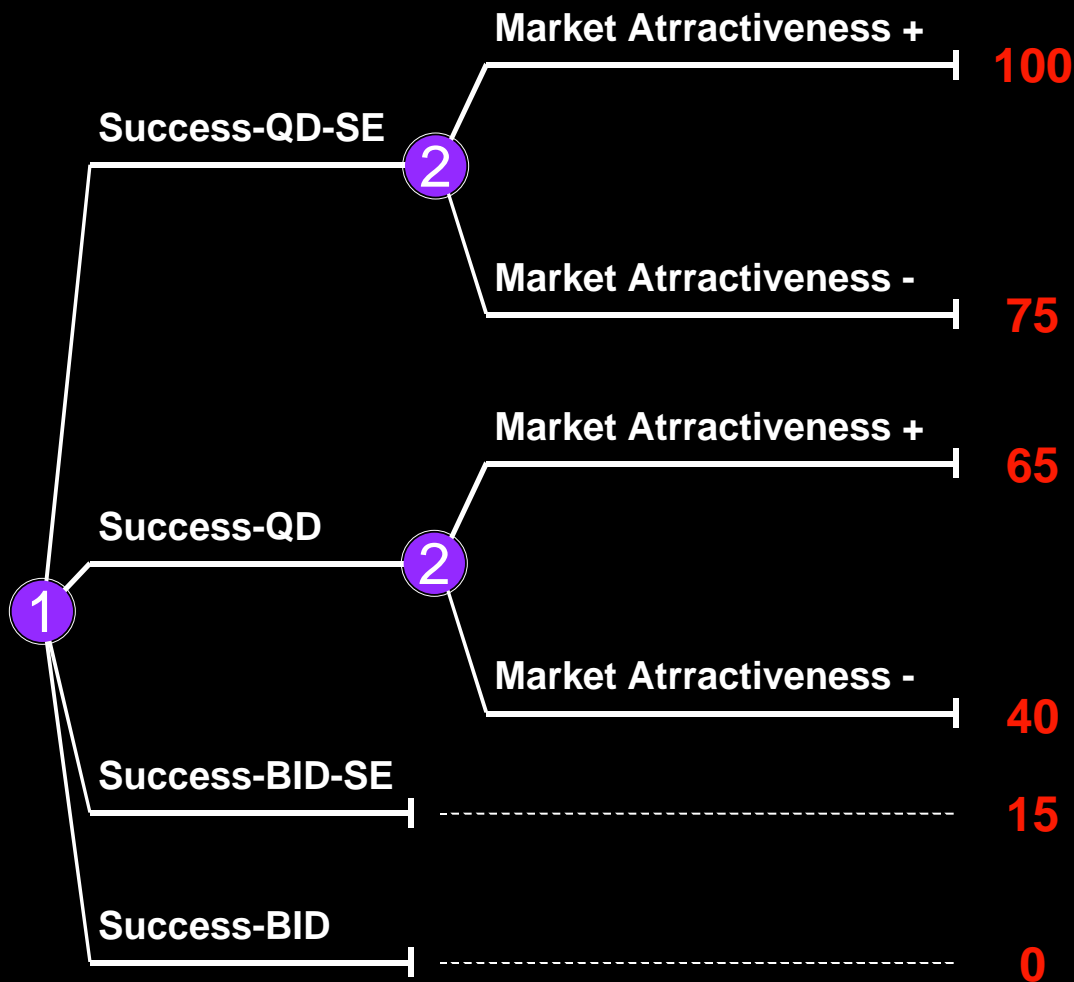 Market Atrractiveness +
100
Success-QD-SE
2
Market Atrractiveness -
75
Market Atrractiveness +
65
Success-QD
2
1
Market Atrractiveness -
40
Success-BID-SE
15
Success-BID
0